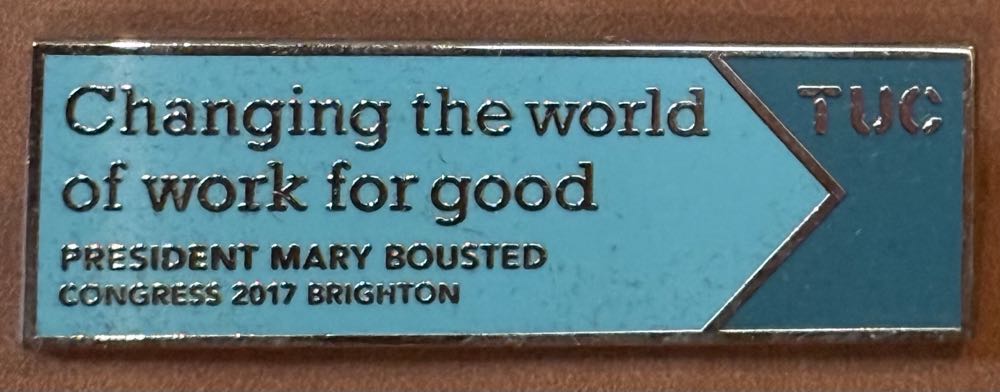 Changing the world
of work for good
PRESIDENT MARY BOUSTED
CONGRESS 2017 BRIGHTON
TUC